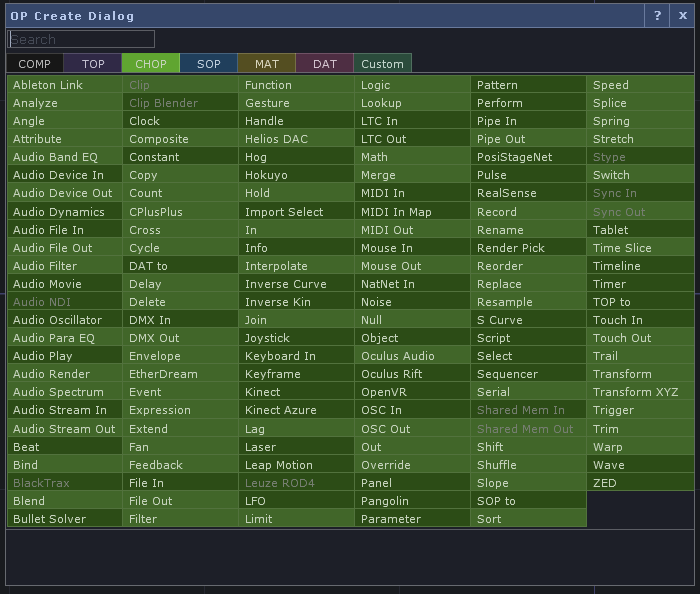 OP Create Dialog ? x
Search
COMP TOP CHOP SOP MAT DAT Custom
Ableton Link Clip Function Logic Pattern Speed
Analyze Clip Blender Gesture Lookup Perform Splice
Angle Clock Handle LTC In Pipe In Spring
Attribute Composite Helios DAC LTC Out Pipe Out Stretch
Audio Band EQ Constant Hog Math PosiStageNet Stype
Audio Device In Copy Hokuyo Merge Pulse Switch
Audio Device Out Count Hold MIDI In RealSense Sync In
Audio Dynamics CPlusPlus Import Select MIDI In Map Record Sync Out
Audio File In Cross In MIDI Out Rename Tablet
Audio File Out Cycle Info Mouse In Render Pick Time Slice
Audio Filter DAT to Interpolate Mouse Out Reorder Timeline
Audio Movie Delay Inverse Curve NatNet In Replace Timer
Audio NDI Delete Inverse Kin Noise Resample TOP to
Audio Oscillator DMX In Join Null S Curve Touch In
Audio Para EQ DMX Out Joystick Object Script Touch Out
Audio Play Envelope Keyboard In Oculus Audio Select Trail
Audio Render EtherDream Keyframe Oculus Rift Sequencer Transform
Audio Spectrum Event Kinect OpenVR Serial Transform XYZ
Audio Stream In Expression Kinect Azure OSC In Shared Mem In Trigger
Audio Stream Out Extend Lag OSC Out Shared Mem Out Trim
Beat Fan Laser Out Shift Warp
Bind Feedback Leap Motion Override Shuffle Wave
BlackTrax File In Leuze ROD4 Panel Slope ZED
Blend File Out LFO Pangolin SOP to
Bullet Solver Filter Limit Parameter Sort